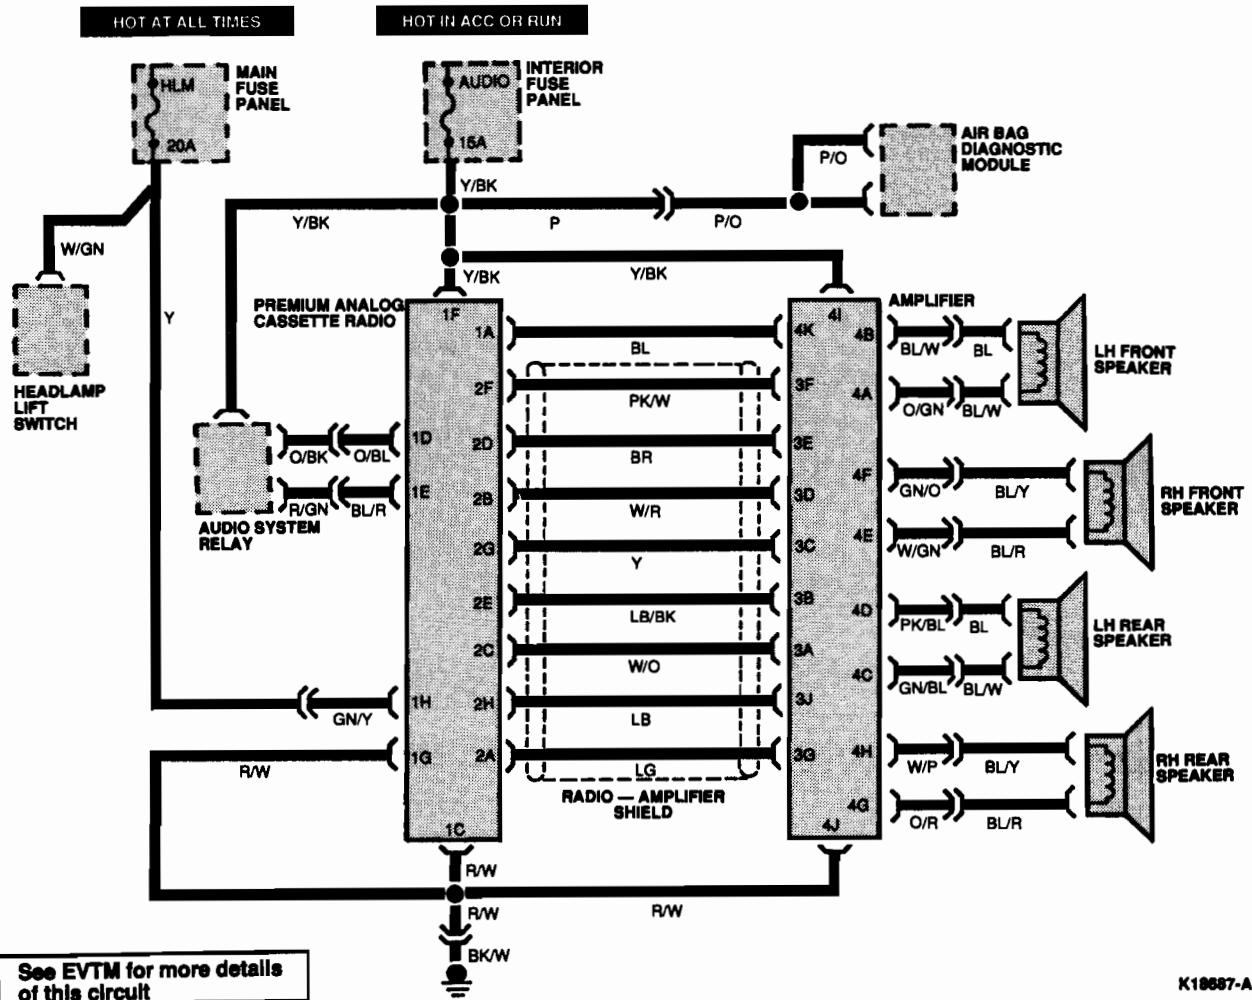 HOT AT ALL TIMES
HOT IN ACC OR RUN
HLM
20A
MAIN
FUSE
PANEL
AUDIO
15A
INTERIOR
FUSE
PANEL
AIR BAG
DIAGNOSTIC
MODULE
P/O
Y/BK
Y/BK
P
P/O
W/GN
Y
Y/BK
Y/BK
HEADLAMP
LIFT
SWITCH
PREMIUM ANALOG
CASSETTE RADIO
AMPLIFIER
1F
4I
1A
BL
4K
4B
BL/W
BL
LH FRONT
SPEAKER
2F
PK/W
3F
4A
O/GN
BL/W
O/BK
O/BL
1D
2D
BR
3E
R/GN
BL/R
1E
2B
W/R
3D
4F
GN/O
BL/Y
RH FRONT
SPEAKER
AUDIO SYSTEM
RELAY
2G
Y
3C
4E
W/GN
BL/R
2E
LB/BK
3B
4D
PK/BL
BL
LH REAR
SPEAKER
2C
W/O
3A
4C
GN/BL
BL/W
GN/Y
1H
2H
LB
3J
R/W
1G
2A
LG
3G
4H
W/P
BL/Y
RH REAR
SPEAKER
RADIO — AMPLIFIER
SHIELD
4G
O/R
BL/R
1C
4J
R/W
R/W
R/W
BK/W
See EVTM for more details
of this circuit
K18687-A